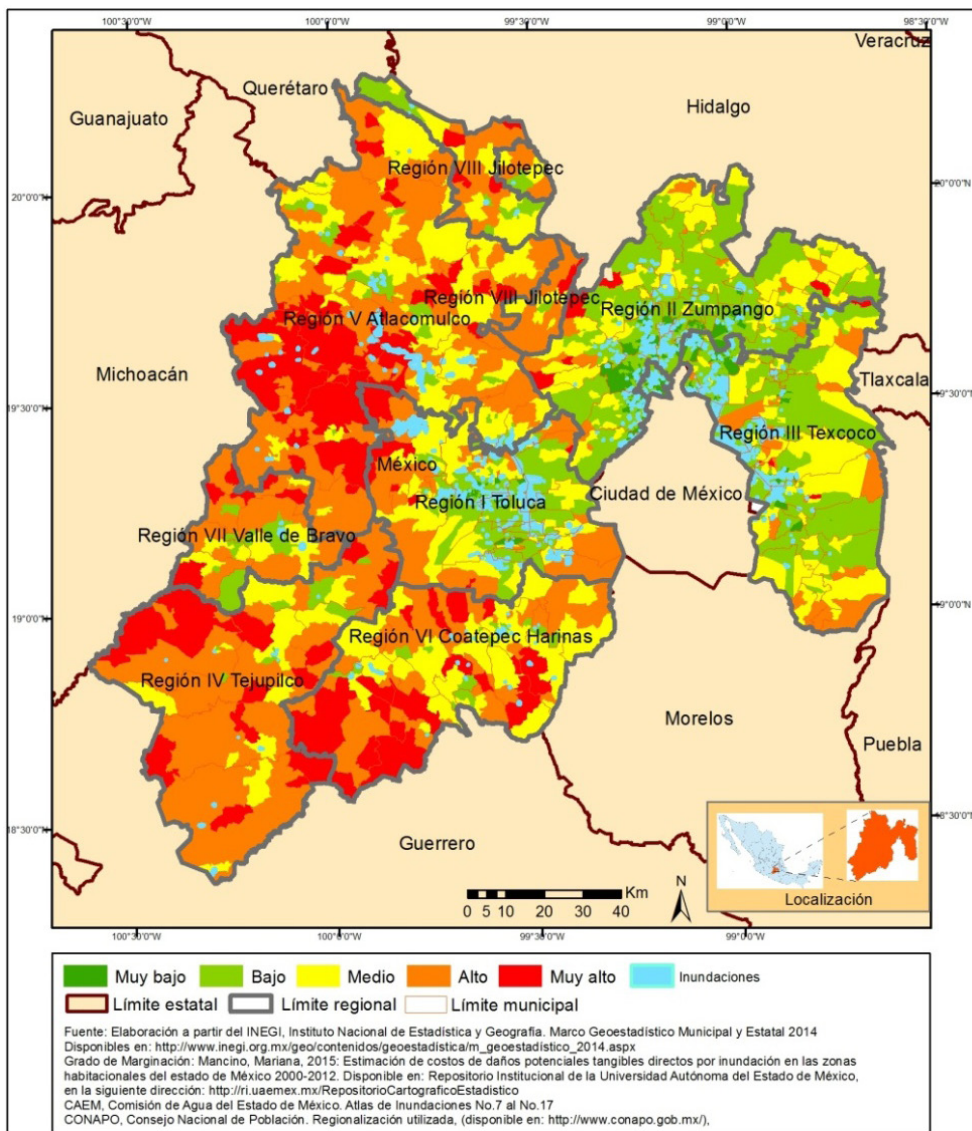 100°30'0"W 100°0'0"W 99°30'0"W 99°0'0"W 98°30'0"W
Veracruz
Querétaro
Guanajuato
Hidalgo
Región VIII Jilotepec
20°0'0"N 20°0'0"N
Región VIII Jilotepec
Región II Zumpango
Región V Atlacomulco
Michoacán
Tlaxcala
19°30'0"N 19°30'0"N
Región III Texcoco
México
Ciudad de México
Región I Toluca
Región VII Valle de Bravo
19°0'0"N 19°0'0"N
Región VI Coatepec Harinas
Región IV Tejupilco
Morelos
Puebla
18°30'0"N 18°30'0"N
Guerrero
Km
N
0 5 10 20 30 40
Localización
100°30'0"W 100°0'0"W 99°30'0"W 99°0'0"W
Muy bajo Bajo Medio Alto Muy alto Inundaciones
Límite estatal Límite regional Límite municipal
Fuente: Elaboración a partir del INEGI, Instituto Nacional de Estadística y Geografía. Marco Geoestadístico Municipal y Estatal 2014
Disponibles en: http://www.inegi.org.mx/geo/contenidos/geoestadística/m_geoestadístico_2014.aspx
Grado de Marginación: Mancino, Mariana, 2015: Estimación de costos de daños potenciales tangibles directos por inundación en las zonas
habitacionales del estado de México 2000-2012. Disponible en: Repositorio Institucional de la Universidad Autónoma del Estado de México,
en la siguiente dirección: http://ri.uaemex.mx/RepositorioCartograficoEstadistico
CAEM, Comisión de Agua del Estado de México. Atlas de Inundaciones No.7 al No.17
CONAPO, Consejo Nacional de Población. Regionalización utilizada, (disponible en: http://www.conapo.gob.mx/),